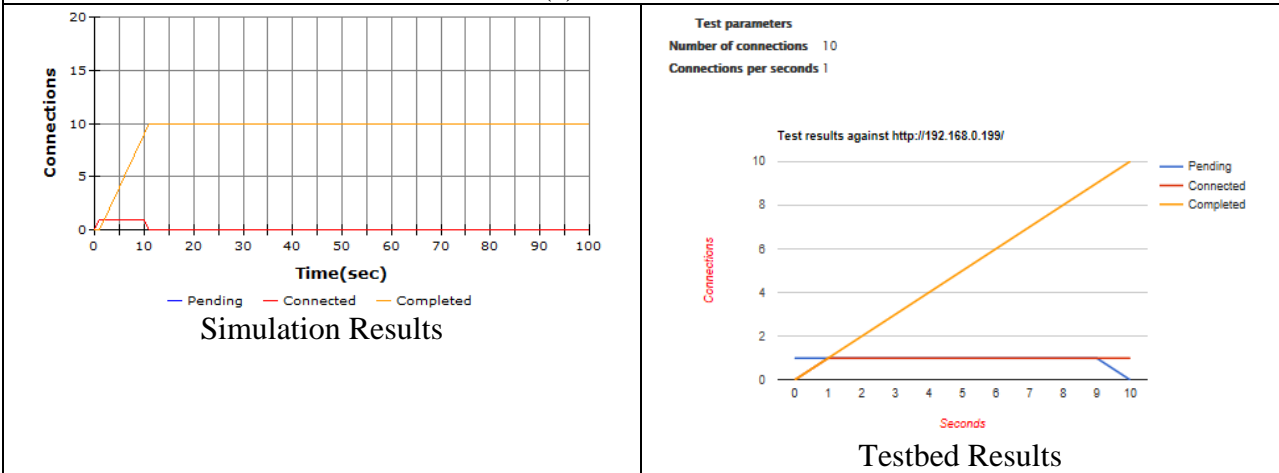 20
15
10
5
0
Connections
0 10 20 30 40 50 60 70 80 90 100
Time(sec)
Pending Connected Completed
Simulation Results
Test parameters
Number of connections 10
Connections per seconds 1
Test results against http://192.168.0.199/
10
8
6
4
2
0
Connections
0 1 2 3 4 5 6 7 8 9 10
Seconds
Pending
Connected
Completed
Testbed Results